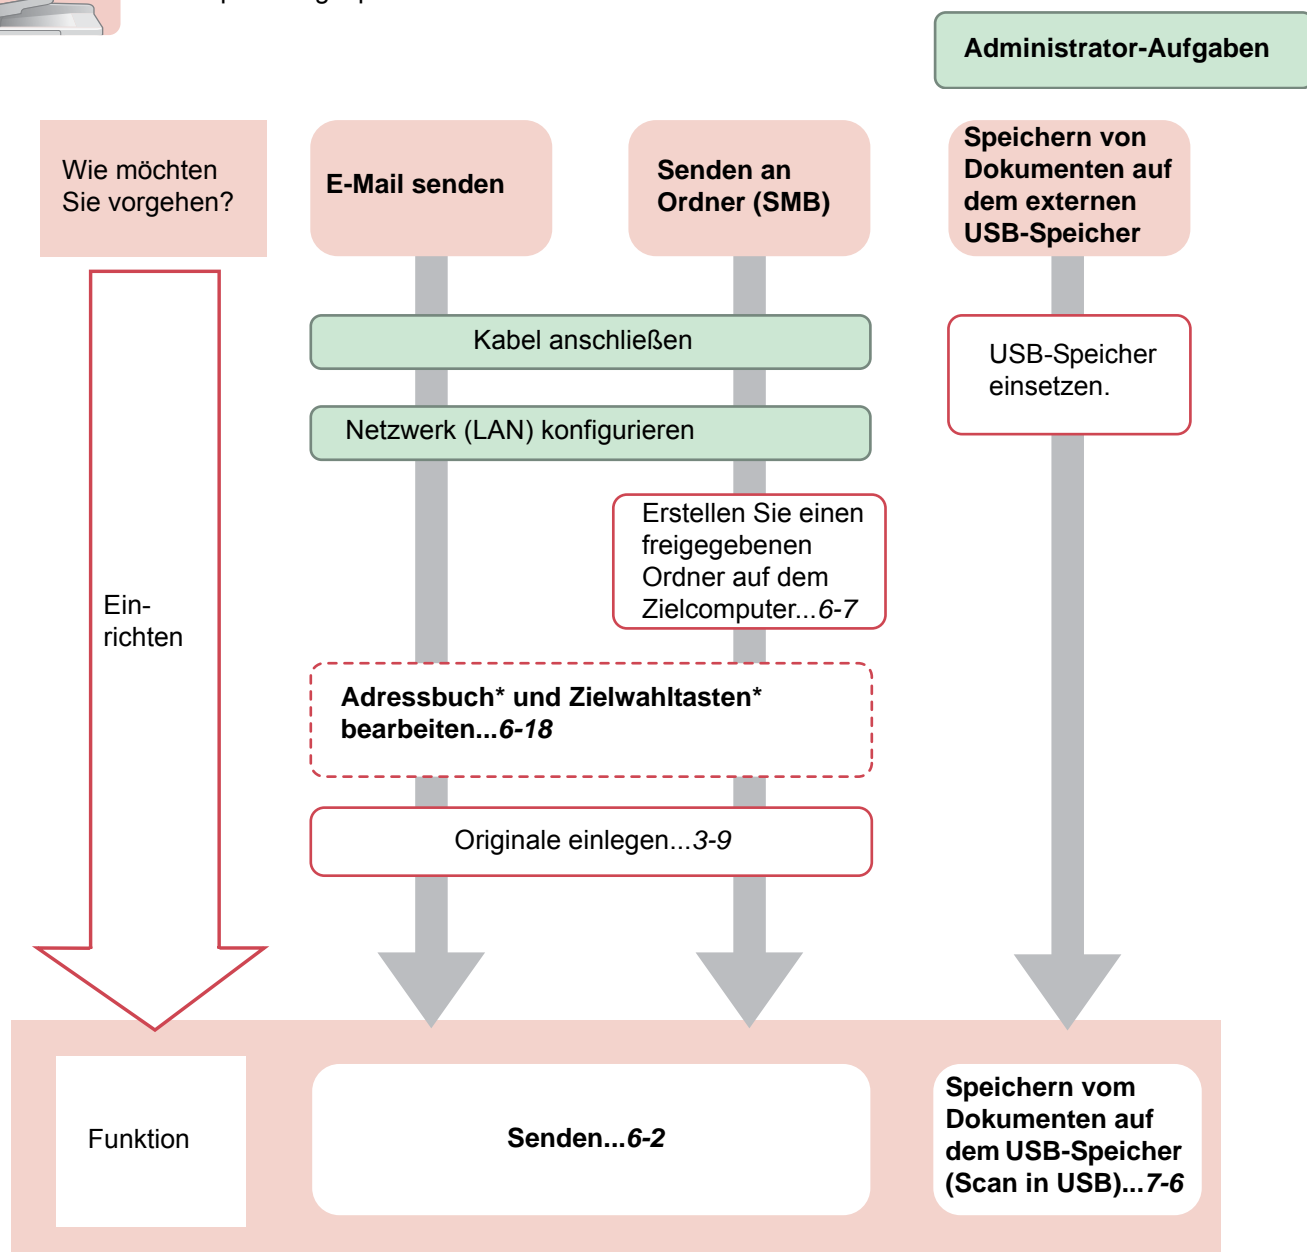 Administrator-Aufgaben
Wie möchten
Sie vorgehen?
E-Mail senden
Senden an
Ordner (SMB)
Speichern von
Dokumenten auf
dem externen
USB-Speicher
Kabel anschließen
USB-Speicher
einsetzen.
Netzwerk (LAN) konfigurieren
Erstellen Sie einen
freigegebenen
Ordner auf dem
Zielcomputer...6-7
Ein-
richten
Adressbuch* und Zielwahltasten*
bearbeiten...6-18
Originale einlegen...3-9
Funktion
Senden...6-2
Speichern vom
Dokumenten auf
dem USB-Speicher
(Scan in USB)...7-6